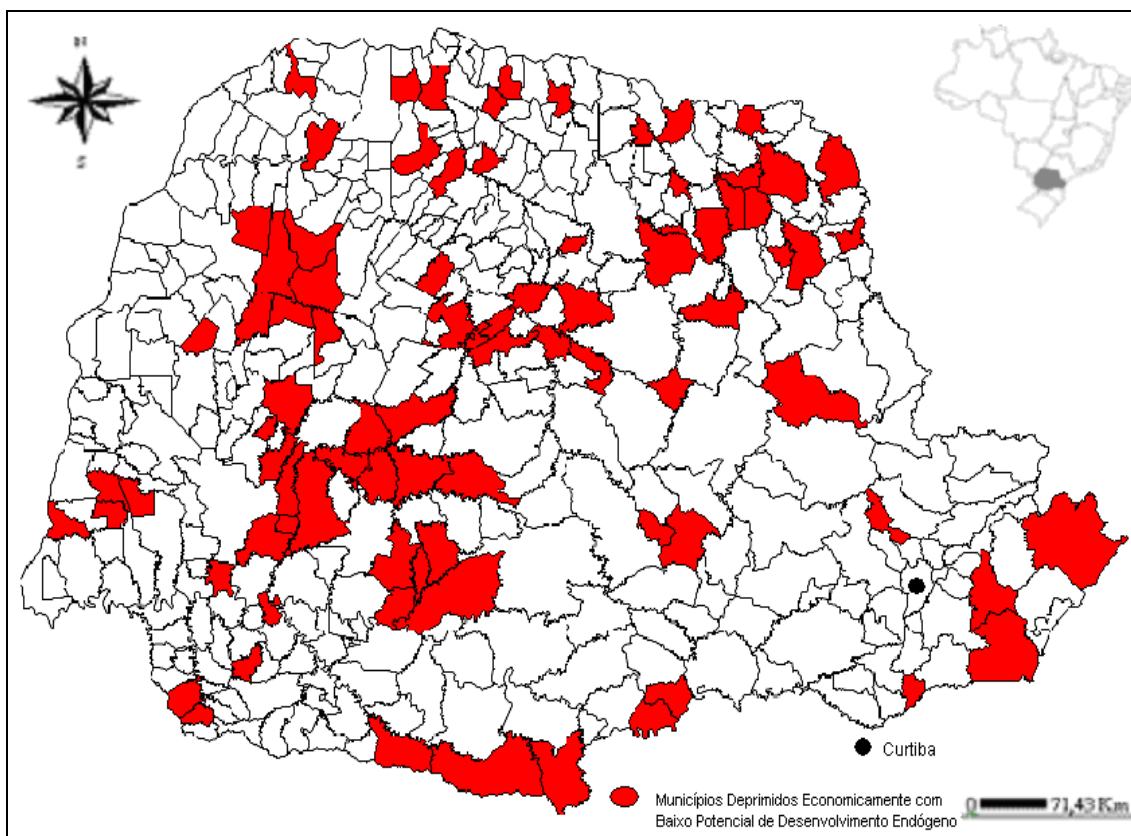 N
S
Curtiba
Municípios Deprimidos Economicamente com
Baixo Potencial de Desenvolvimento Endógeno
0 71,43 Km